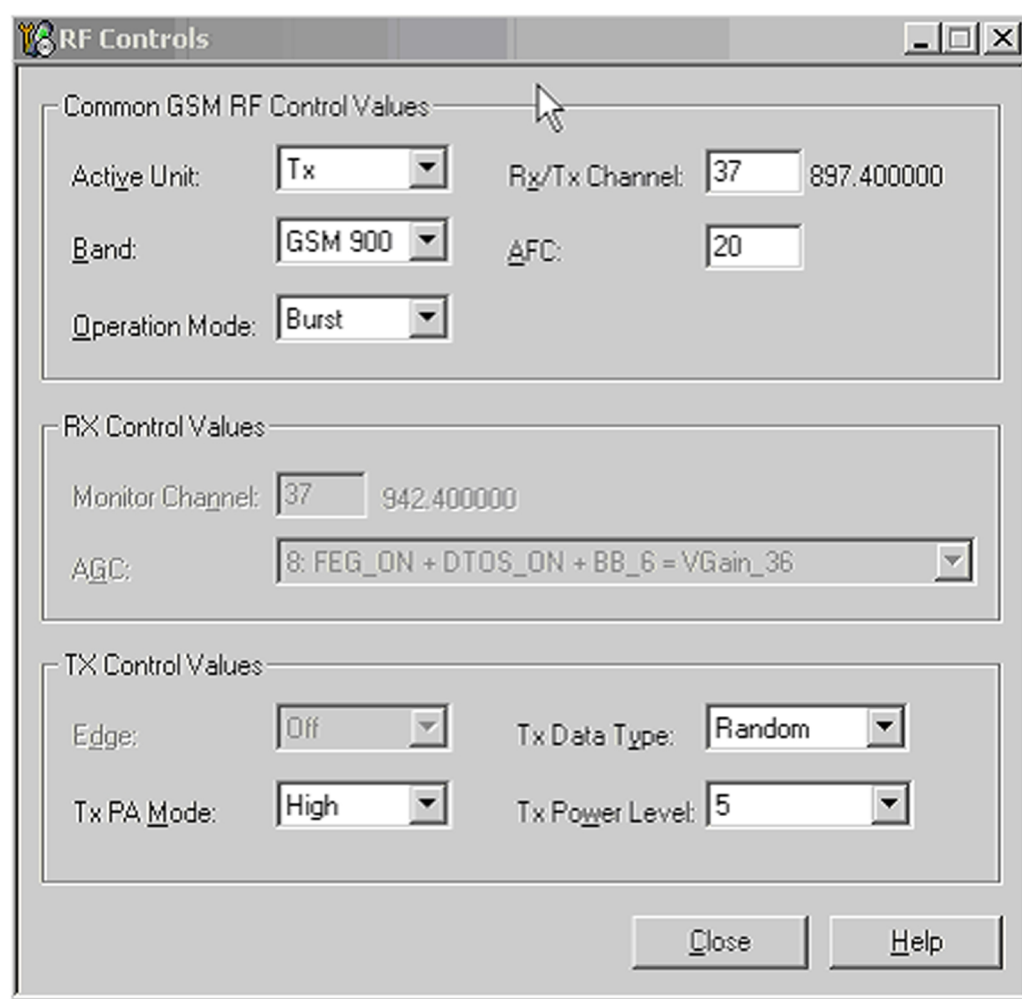 RF Controls
Common GSM RF Control Values
Active Unit: Tx Rx/Tx Channel: 37 897.400000
Band: GSM 900 AFC: 20
Operation Mode: Burst
RX Control Values
Monitor Channel: 37 942.400000
AGC: 8: FEG_ON + DTOS_ON + BB_6 = VGain_36
TX Control Values
Edge: Off Tx Data Type: Random
Tx PA Mode: High Tx Power Level: 5
Close Help